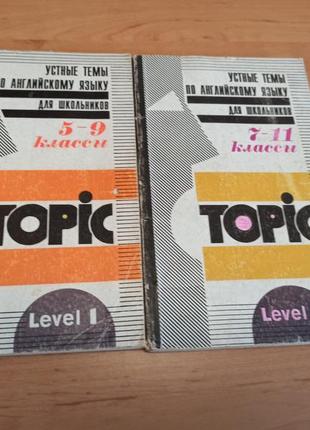 УСТНЫЕ ТЕМЫ
ПО АНГЛИЙСКОМУ ЯЗЫКУ
ДЛЯ ШКОЛЬНИКОВ
5-9
классы
TOPIC
Level 1
УСТНЫЕ ТЕМЫ
ПО АНГЛИЙСКОМУ ЯЗЫКУ
ДЛЯ ШКОЛЬНИКОВ
7-11
классы
TOPIC
Level